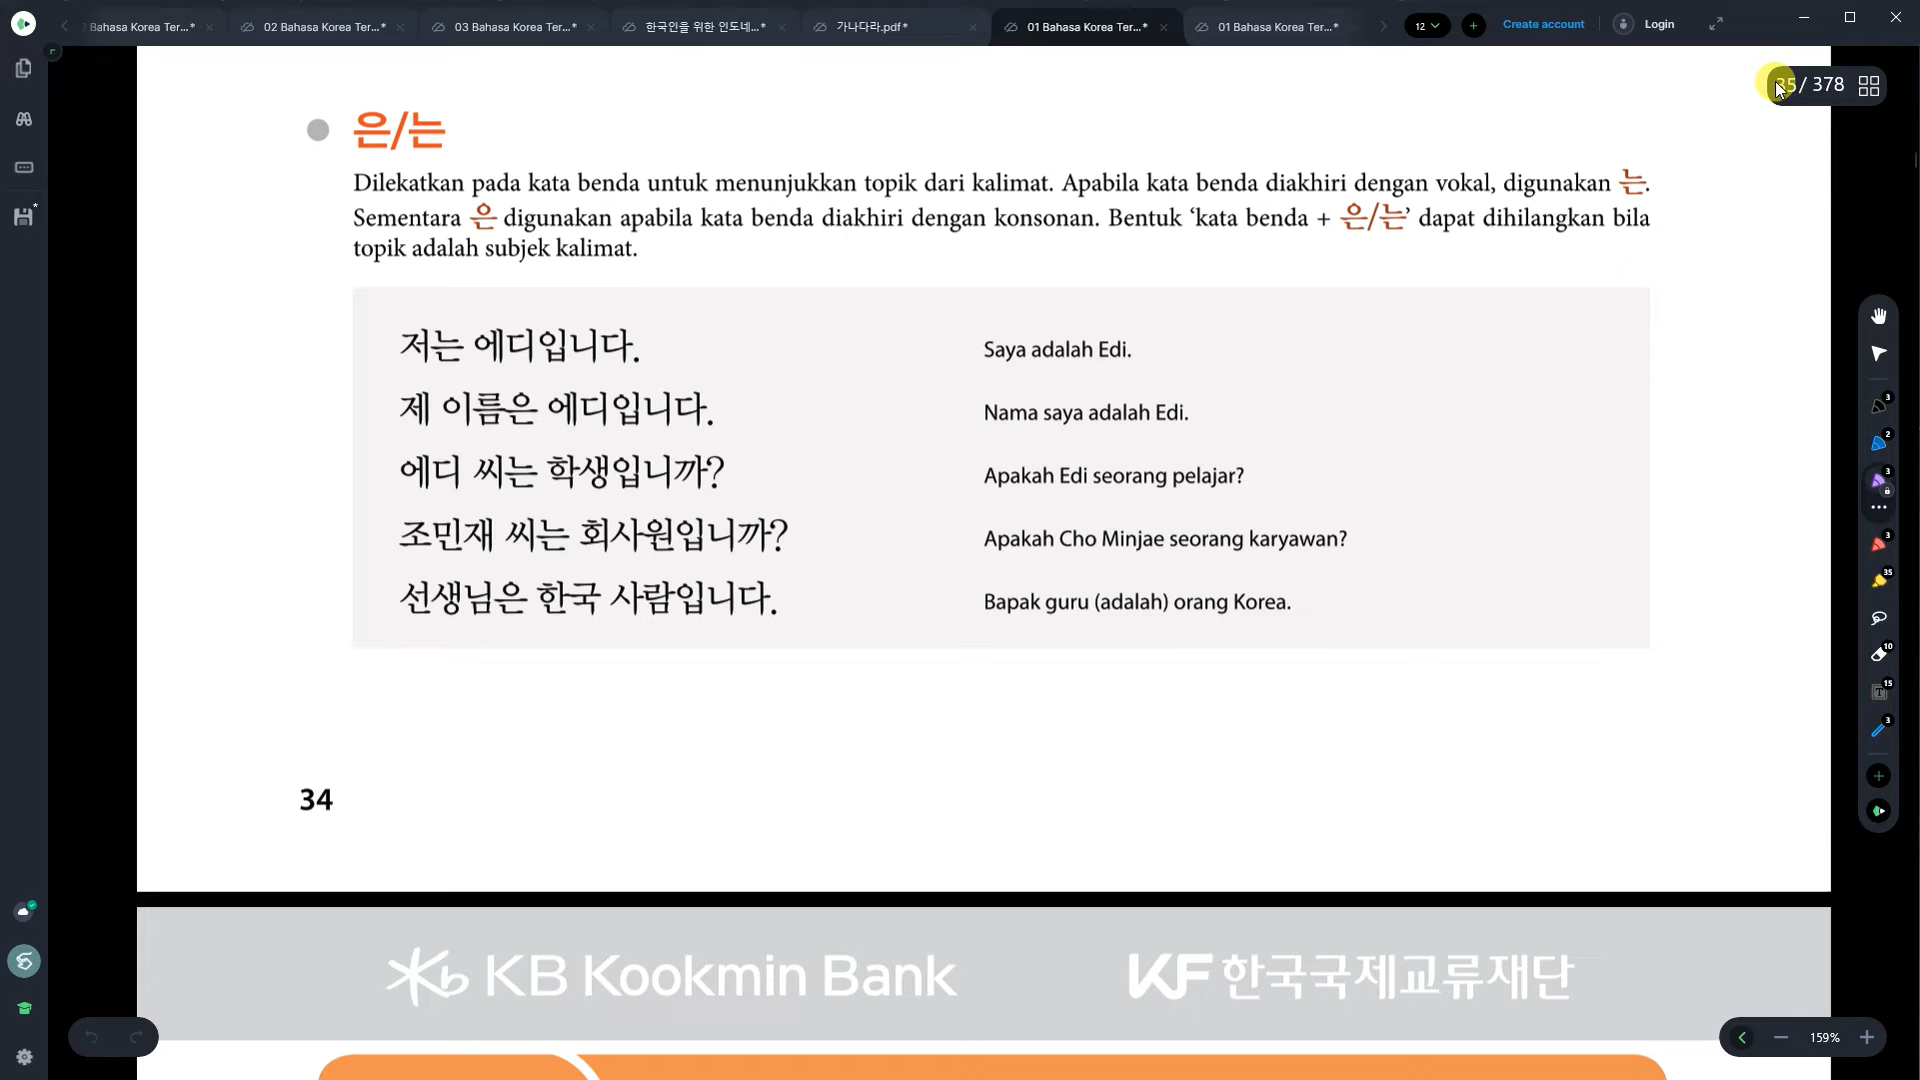 Bahasa Korea Ter...*
02 Bahasa Korea Ter...*
03 Bahasa Korea Ter...*
한국인을 위한 인도네...*
가나다라.pdf*
01 Bahasa Korea Ter...*
01 Bahasa Korea Ter...*
12
Create account
Login
35/ 378
은/는
Dilekatkan pada kata benda untuk menunjukkan topik dari kalimat. Apabila kata benda diakhiri dengan vokal, digunakan 는.
Sementara 은 digunakan apabila kata benda diakhiri dengan konsonan. Bentuk ‘kata benda + 은/는’ dapat dihilangkan bila
topik adalah subjek kalimat.
저는 에디입니다.
Saya adalah Edi.
제 이름은 에디입니다.
Nama saya adalah Edi.
에디 씨는 학생입니까?
Apakah Edi seorang pelajar?
조민재 씨는 회사원입니까?
Apakah Cho Minjae seorang karyawan?
선생님은 한국 사람입니다.
Bapak guru (adalah) orang Korea.
34
KB Kookmin Bank
KF 한국국제교류재단
3
2
3
3
35
10
15
3
159%